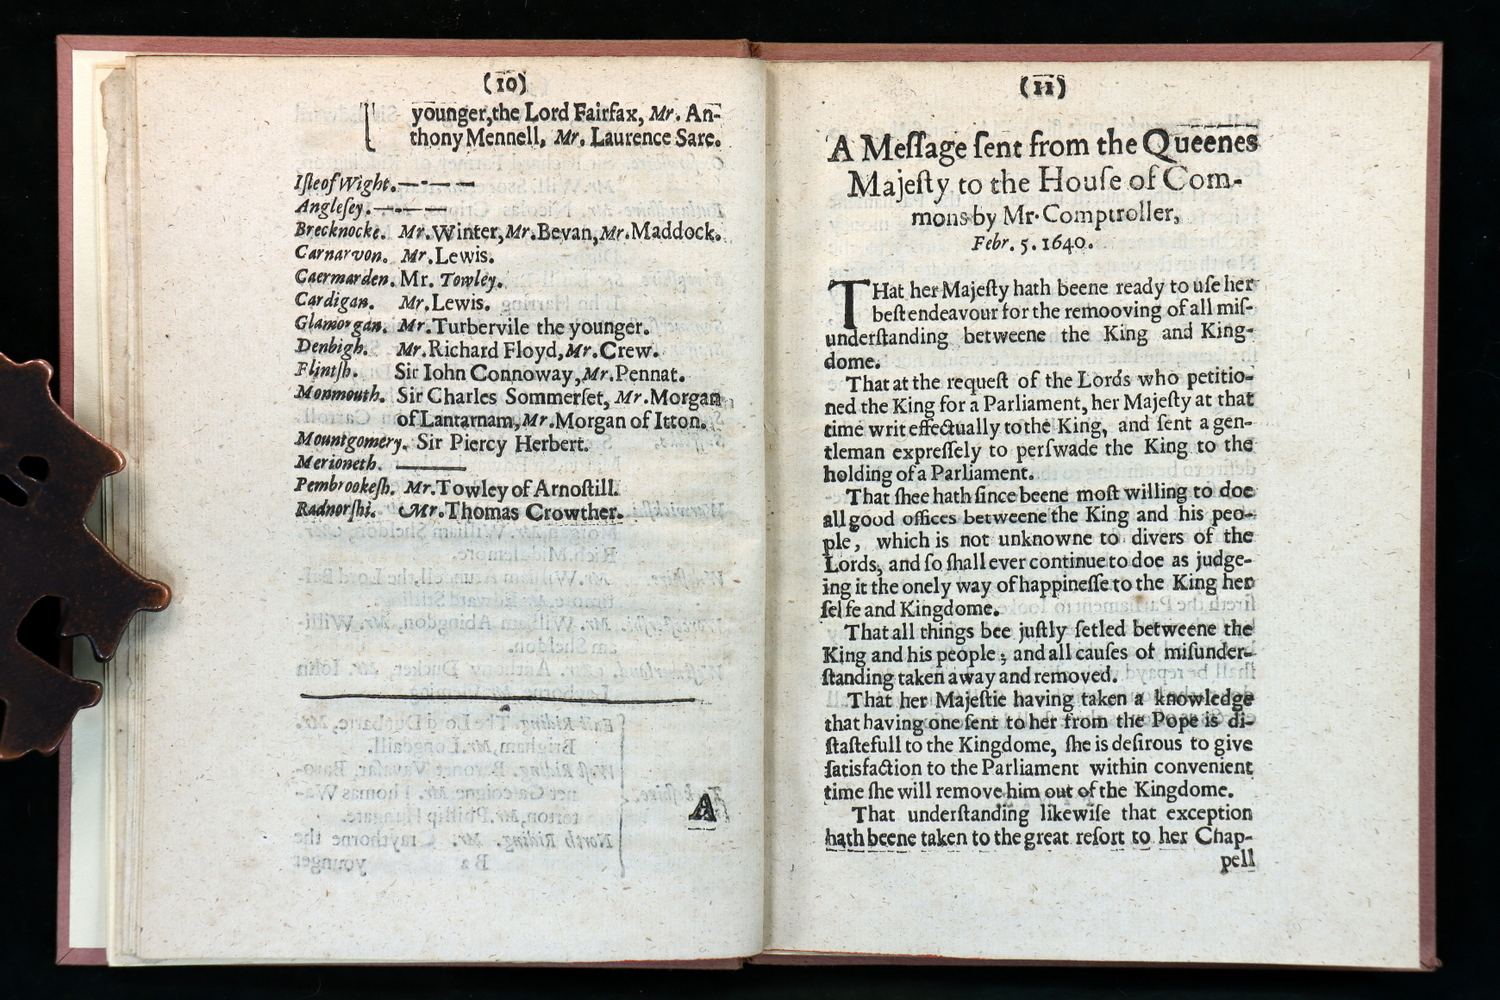 (10)
younger,the Lord Fairfax, Mr. An-
thony Mennell, Mr. Laurence Sare.
Iſle of Wight.
Angleſey.
Brecknocke. Mr.Winter,Mr.Bevan,Mr.Maddock.
Carnarvon. Mr.Lewis.
Caermarden. Mr. Towley.
Cardigan. Mr.Lewis.
Glamorgan. Mr.Turbervile the younger.
Denbigh. Mr.Richard Floyd,Mr.Crew.
Flintſh. Sir Iohn Connoway,Mr.Pennat.
Monmouth. Sir Charles Sommerſet, Mr.Morgan
of Lantarnam,Mr.Morgan of Itton.
Mountgomery. Sir Piercy Herbert.
Merioneth.
Pembrookeſh. Mr.Towley of Arnoſtill.
Radnorſhi. Mr.Thomas Crowther.
A
(11)
A Meſſage ſent from the Queenes
Majeſty to the Houſe of Com-
mons by Mr. Comptroller,
Febr. 5. 1640.
THat her Majeſty hath beene ready to uſe her
beſt endeavour for the remooving of all miſ-
underſtanding betweene the King and King-
dome.
That at the requeſt of the Lords who petitio-
ned the King for a Parliament, her Majeſty at that
time writ effectually to the King, and ſent a gen-
tleman expreſſely to perſwade the King to the
holding of a Parliament.
That ſhee hath ſince beene moſt willing to doe
all good offices betweene the King and his peo-
ple, which is not unknowne to divers of the
Lords, and ſo ſhall ever continue to doe as judge-
ing it the onely way of happineſſe to the King her
ſelfe and Kingdome.
That all things bee juſtly ſetled betweene the
King and his people ; and all cauſes of miſunder-
ſtanding taken away and removed.
That her Majeſtie having taken a knowledge
that having one ſent to her from the Pope is di-
ſtaſtefull to the Kingdome, ſhe is deſirous to give
ſatisfaction to the Parliament within convenient
time ſhe will remove him out of the Kingdome.
That underſtanding likewiſe that exception
hath beene taken to the great reſort to her Chap-
pell